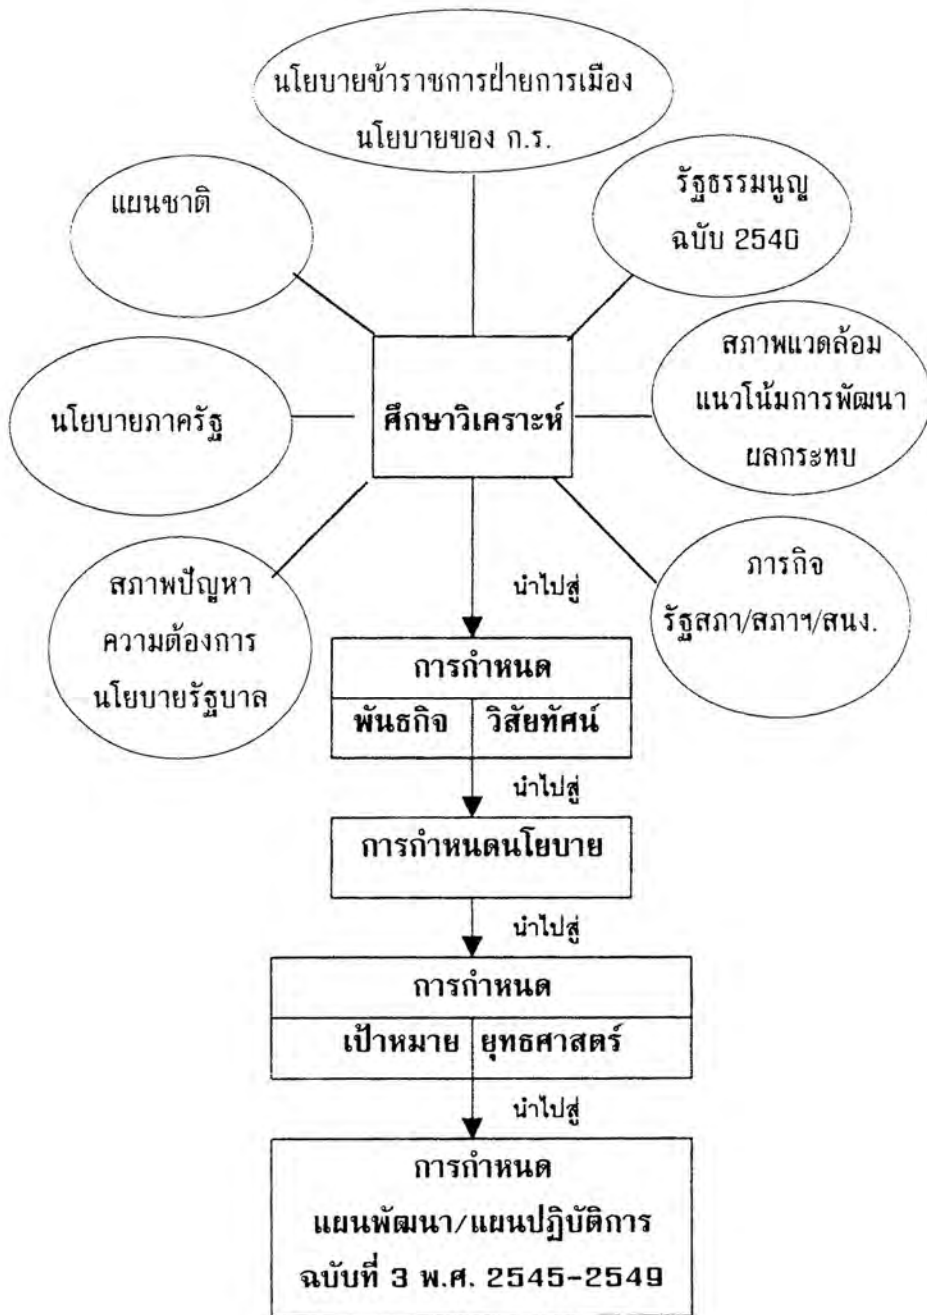 นโยบายข้าราชการฝ่ายการเมือง
นโยบายของ ก.ร.
แผนชาติ
รัฐธรรมนูญ
ฉบับ 2540
นโยบายภาครัฐ
ศึกษาวิเคราะห์
สภาพแวดล้อม
แนวโน้มการพัฒนา
ผลกระทบ
สภาพปัญหา
ความต้องการ
นโยบายรัฐบาล
ภารกิจ
รัฐสภา/สภาฯ/สนง.
นำไปสู่
การกำหนด
พันธกิจ วิสัยทัศน์
นำไปสู่
การกำหนดนโยบาย
นำไปสู่
การกำหนด
เป้าหมาย ยุทธศาสตร์
นำไปสู่
การกำหนด
แผนพัฒนา/แผนปฏิบัติการ
ฉบับที่ 3 พ.ศ. 2545-2549